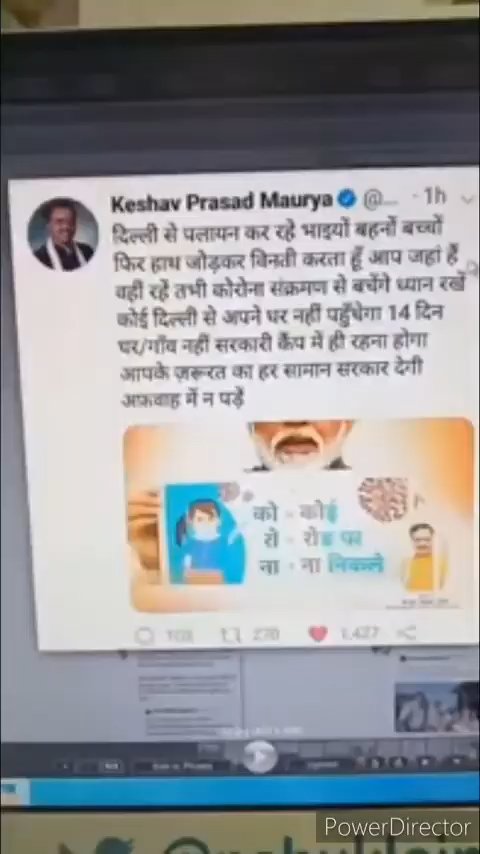 Keshav Prasad Maurya @... · 1h
दिल्ली से पलायन कर रहे भाइयों बहनों बच्चों
फिर हाथ जोड़कर विनती करता हूँ आप जहां हैं
वहीं रहें तभी कोरोना संक्रमण से बचेंगे ध्यान रखें
कोई दिल्ली से अपने घर नहीं पहुँचेगा 14 दिन
घर/गाँव नहीं सरकारी कैंप में ही रहना होगा
आपके ज़रूरत का हर सामान सरकार देगी
अफ़वाह में न पड़ें
को - कोई
रो - रोड पर
ना - ना निकले
270 1,427
PowerDirector